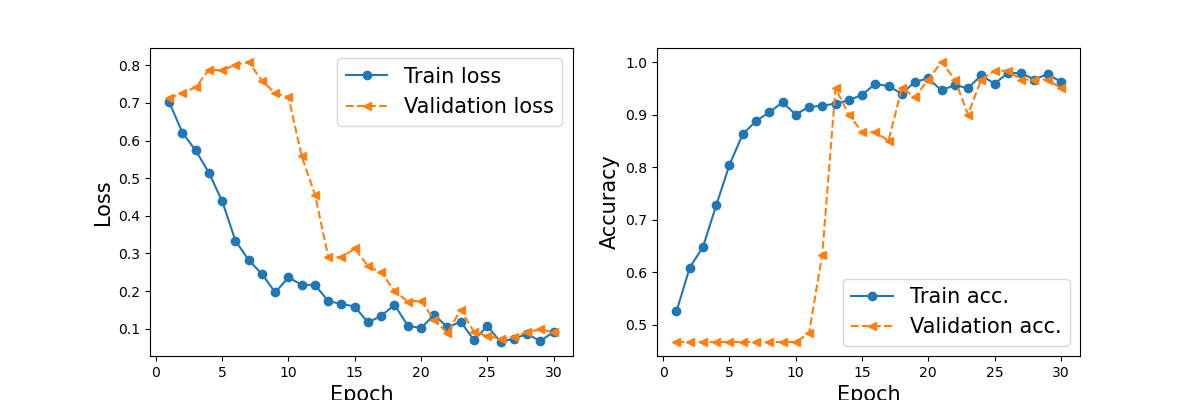 Loss
0.8
0.7
0.6
0.5
0.4
0.3
0.2
0.1
0 5 10 15 20 25 30
Epoch
Train loss
Validation loss
Accuracy
1.0
0.9
0.8
0.7
0.6
0.5
0 5 10 15 20 25 30
Epoch
Train acc.
Validation acc.